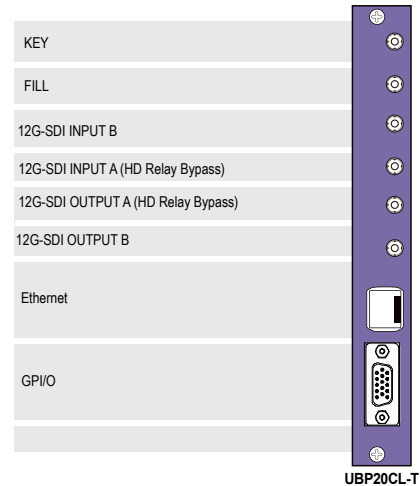 KEY
FILL
12G-SDI INPUT B
12G-SDI INPUT A (HD Relay Bypass)
12G-SDI OUTPUT A (HD Relay Bypass)
12G-SDI OUTPUT B
Ethernet
GPI/O
UBP20CL-T